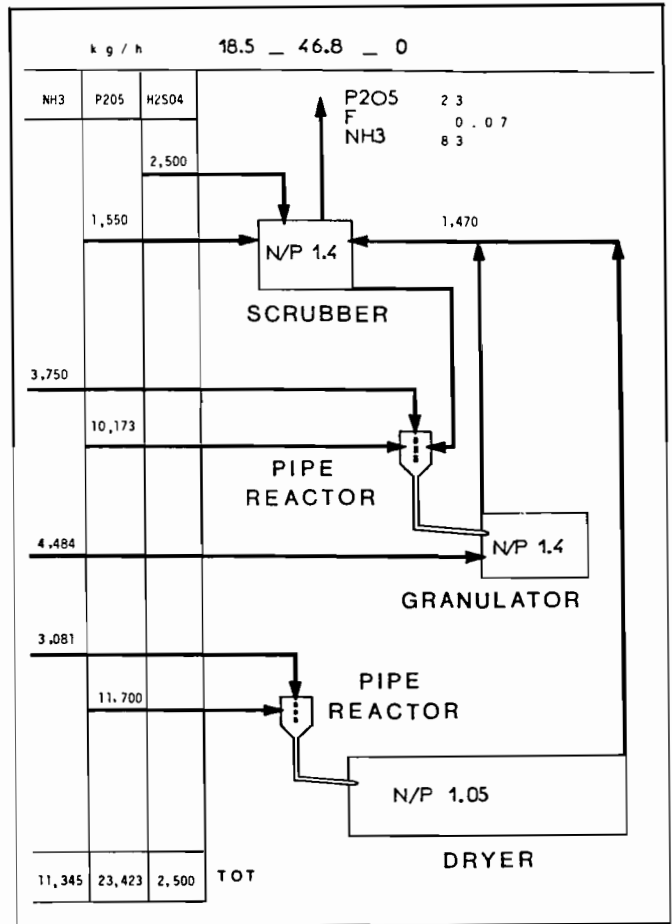 kg/h 18.5 _ 46.8 _ 0
NH3 P2O5 H2SO4
P2O5 23
F 0.07
NH3 83
2,500
1,550 1,470
N/P 1.4
SCRUBBER
3,750
10,173
PIPE
REACTOR
N/P 1.4
4.484
GRANULATOR
3.081
PIPE
11.700
REACTOR
N/P 1.05
DRYER
11,345 23,423 2,500 TOT